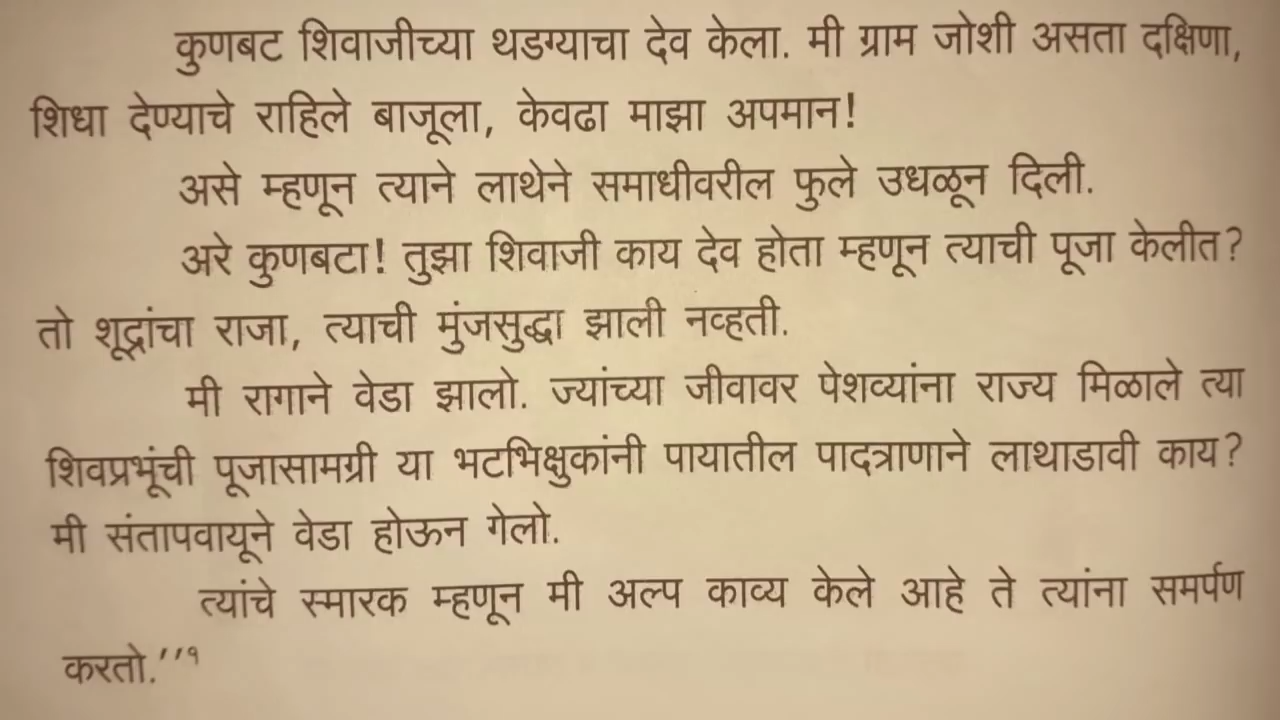 कुणबट शिवाजीच्या थडग्याचा देव केला. मी ग्राम जोशी असता दक्षिणा,
शिधा देण्याचे राहिले बाजूला, केवढा माझा अपमान!
असे म्हणून त्याने लाथेने समाधीवरील फुले उधळून दिली.
अरे कुणबटा! तुझा शिवाजी काय देव होता म्हणून त्याची पूजा केलीत?
तो शूद्रांचा राजा, त्याची मुंजसुद्धा झाली नव्हती.
मी रागाने वेडा झालो. ज्यांच्या जीवावर पेशव्यांना राज्य मिळाले त्या
शिवप्रभूंची पूजासामग्री या भटभिक्षुकांनी पायातील पादत्राणाने लाथाडावी काय?
मी संतापवायूने वेडा होऊन गेलो.
त्यांचे स्मारक म्हणून मी अल्प काव्य केले आहे ते त्यांना समर्पण
करतो.’’१